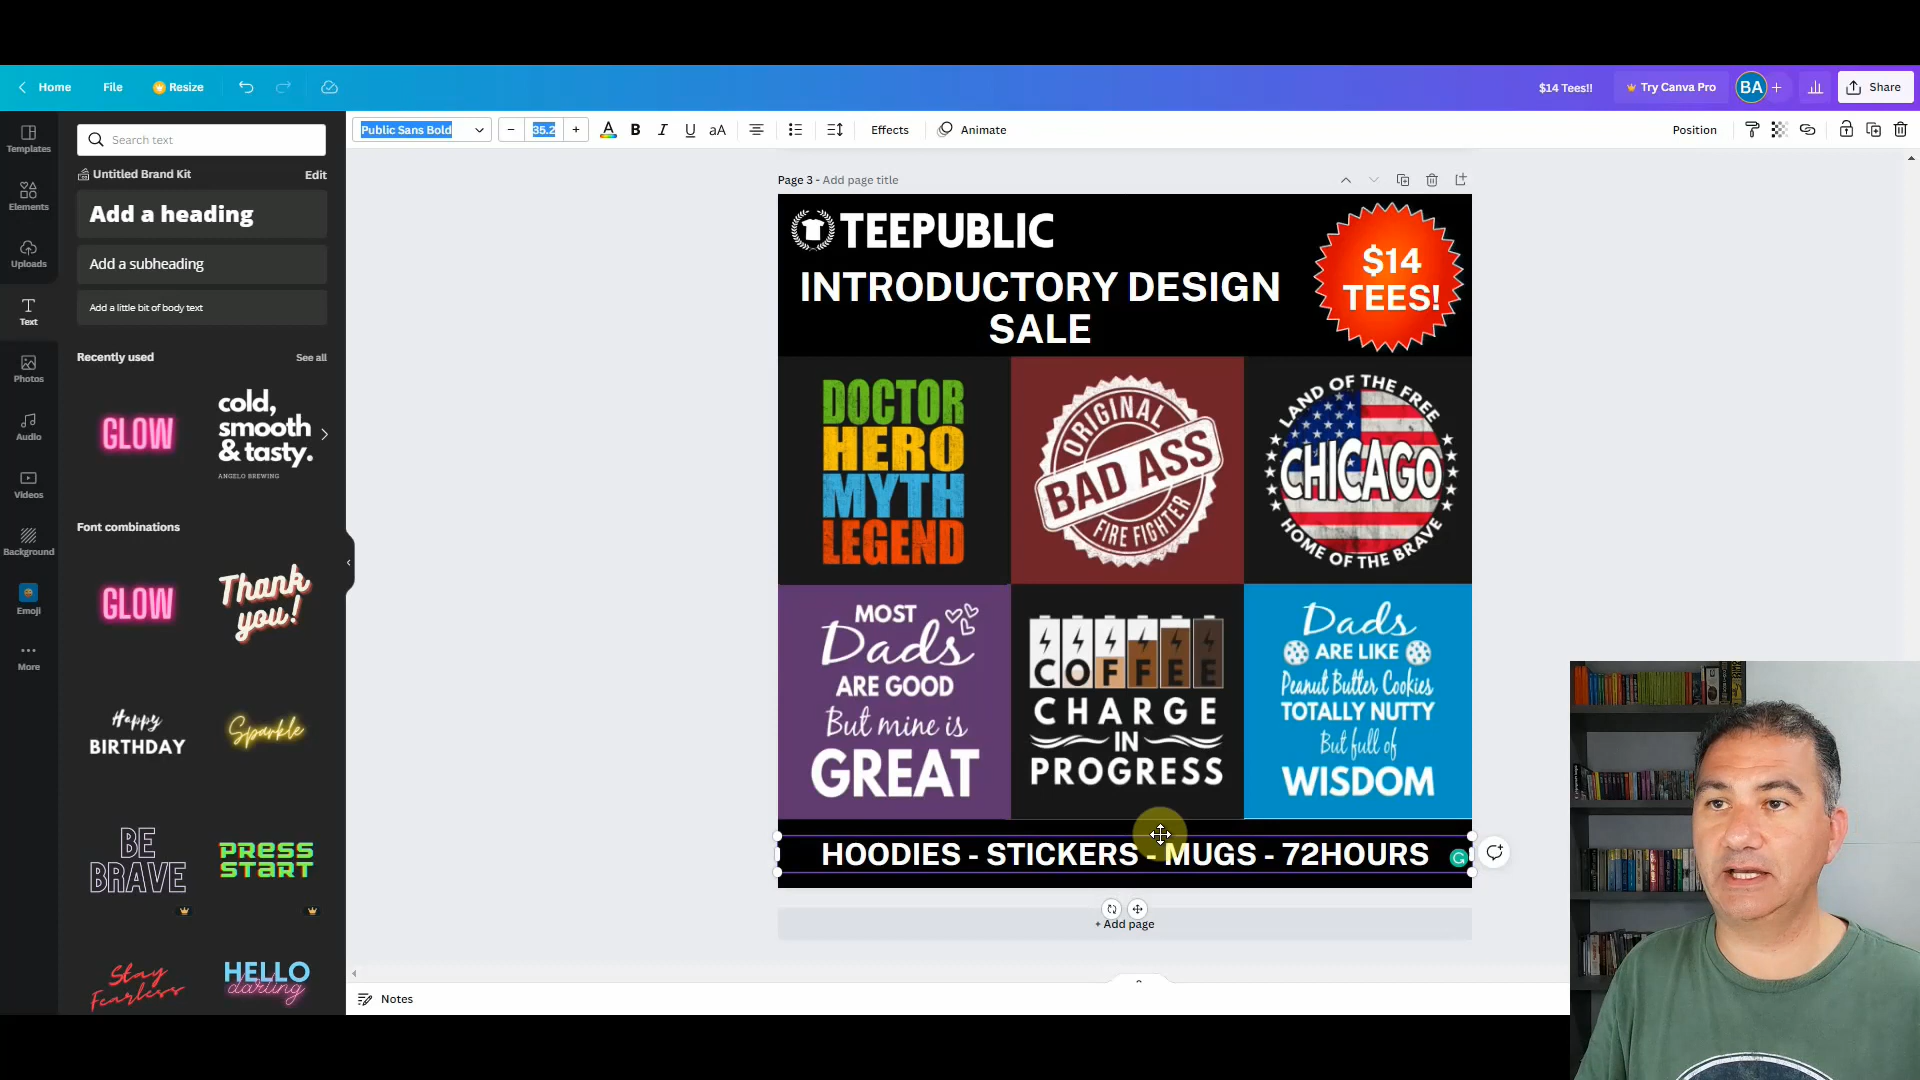 Home
File
Resize
$14 Tees!!
Try Canva Pro
BA
Share
Templates
Elements
Uploads
Text
Photos
Audio
Videos
Background
Emoji
More
Search text
Untitled Brand Kit
Edit
Add a heading
Add a subheading
Add a little bit of body text
Recently used
See all
GLOW
cold,
smooth
& tasty.
ANGELO BREWING
Font combinations
GLOW
Thank
you!
Happy
BIRTHDAY
Sparkle
BE
BRAVE
PRESS
START
Stay
Fearless
HELLO
darling
Public Sans Bold
35.2
A
B
I
U
aA
Effects
Animate
Position
Page 3 - Add page title
TEEPUBLIC
INTRODUCTORY DESIGN
SALE
$14
TEES!
DOCTOR
HERO
MYTH
LEGEND
ORIGINAL
BAD ASS
FIRE FIGHTER
LAND OF THE FREE
CHICAGO
HOME OF THE BRAVE
MOST
Dads
ARE GOOD
But mine is
GREAT
COFFEE
CHARGE
IN
PROGRESS
Dads
ARE LIKE
Peanut Butter Cookies
TOTALLY NUTTY
But full of
WISDOM
HOODIES - STICKERS - MUGS - 72HOURS
+ Add page
Notes